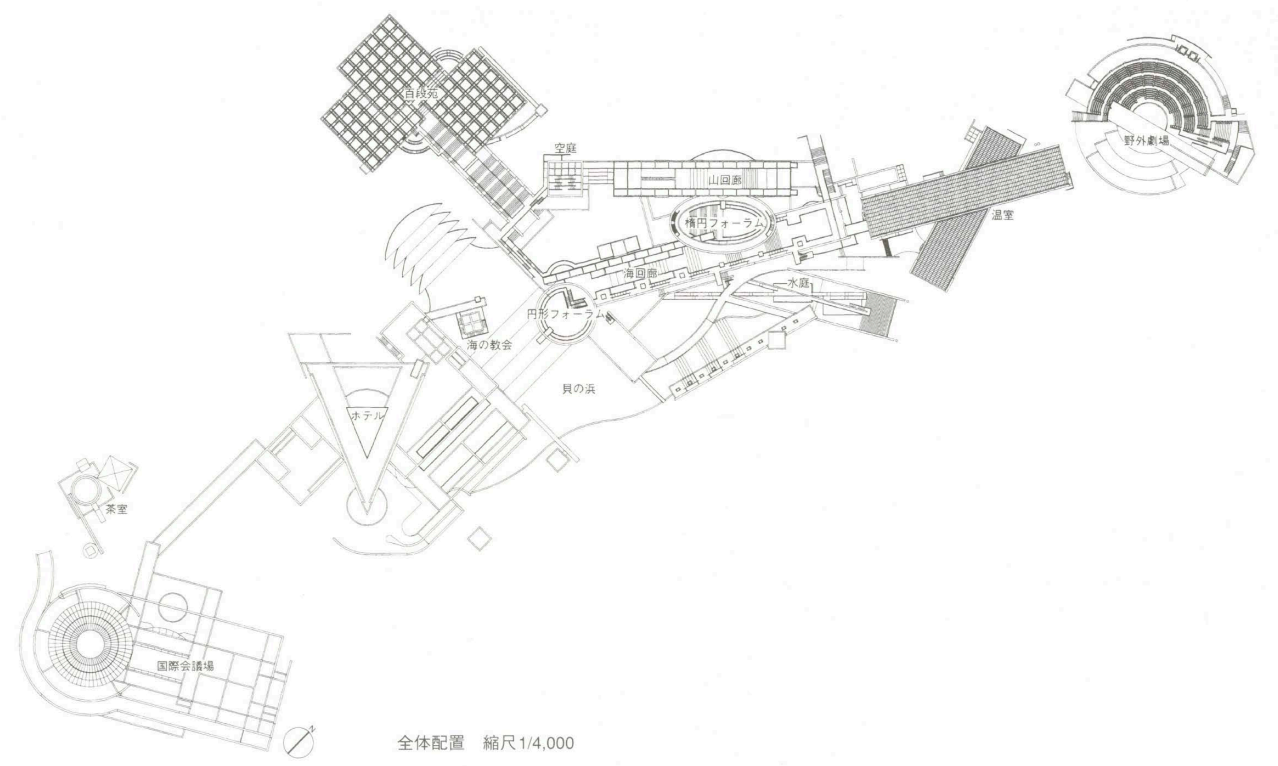 百段苑
空庭
野外劇場
山回廊
楕円フォーラム
温室
海回廊
水庭
円形フォーラム
海の教会
貝の浜
ホテル
茶室
国際会議場
N
全体配置 縮尺1/4,000